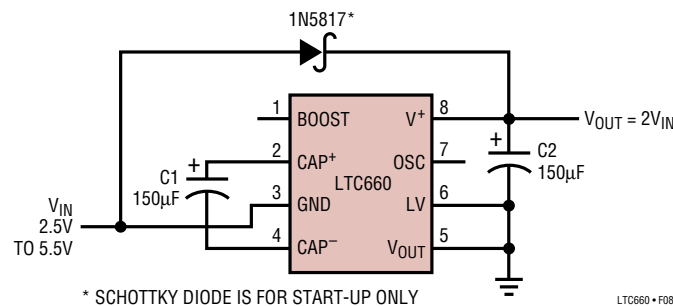 1N5817*
1 BOOST V+ 8 VOUT = 2VIN
2 CAP+ OSC 7
+ C1 150µF
LTC660
+ C2 150µF
VIN
2.5V
TO 5.5V
3 GND LV 6
4 CAP– VOUT 5
* SCHOTTKY DIODE IS FOR START-UP ONLY
LTC660 • F08